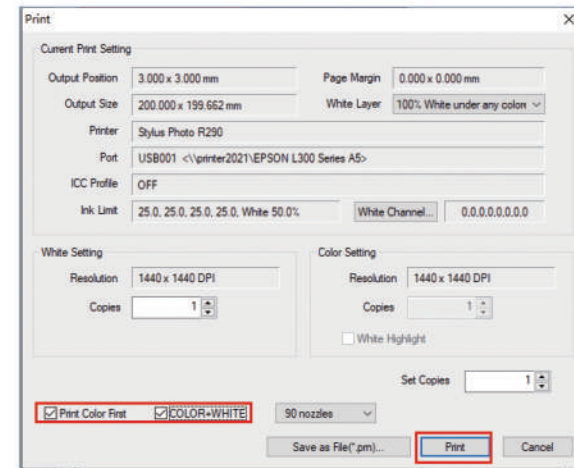 Print
Current Print Setting
Output Position 3.000 x 3.000 mm Page Margin 0.000 x 0.000 mm
Output Size 200.000 x 199.662 mm White Layer 100% White under any colorr
Printer Stylus Photo R290
Port USB001 <\\printer2021\EPSON L300 Series A5>
ICC Profile OFF
Ink Limit 25.0, 25.0, 25.0, 25.0, White 50.0% White Channel... 0.0.0.0.0.0.0.0
White Setting Color Setting
Resolution 1440 x 1440 DPI Resolution 1440 x 1440 DPI
Copies 1 Copies 1
White Highlight
Set Copies 1
Print Color First COLOR+WHITE 90 nozzles
Save as File(*.prn)... Print Cancel